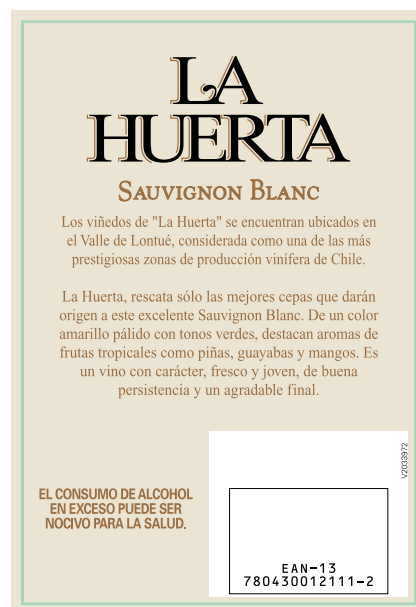 LA
HUERTA
SAUVIGNON BLANC
Los viñedos de "La Huerta" se encuentran ubicados en
el Valle de Lontué, considerada como una de las más
prestigiosas zonas de producción vinífera de Chile.
La Huerta, rescata sólo las mejores cepas que darán
origen a este excelente Sauvignon Blanc. De un color
amarillo pálido con tonos verdes, destacan aromas de
frutas tropicales como piñas, guayabas y mangos. Es
un vino con carácter, fresco y joven, de buena
persistencia y un agradable final.
V2033972
EL CONSUMO DE ALCOHOL
EN EXCESO PUEDE SER
NOCIVO PARA LA SALUD.
EAN-13
780430012111-2